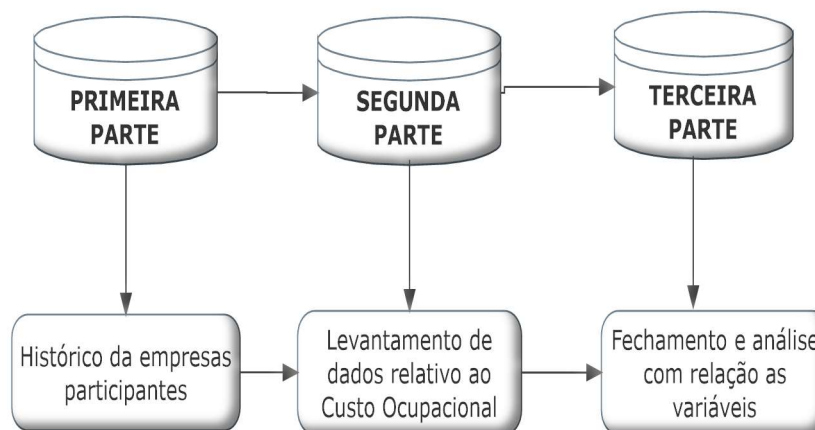 PRIMEIRA
PARTE
SEGUNDA
PARTE
TERCEIRA
PARTE
Histórico da empresas
participantes
Levantamento de
dados relativo ao
Custo Ocupacional
Fechamento e análise
com relação as
variáveis